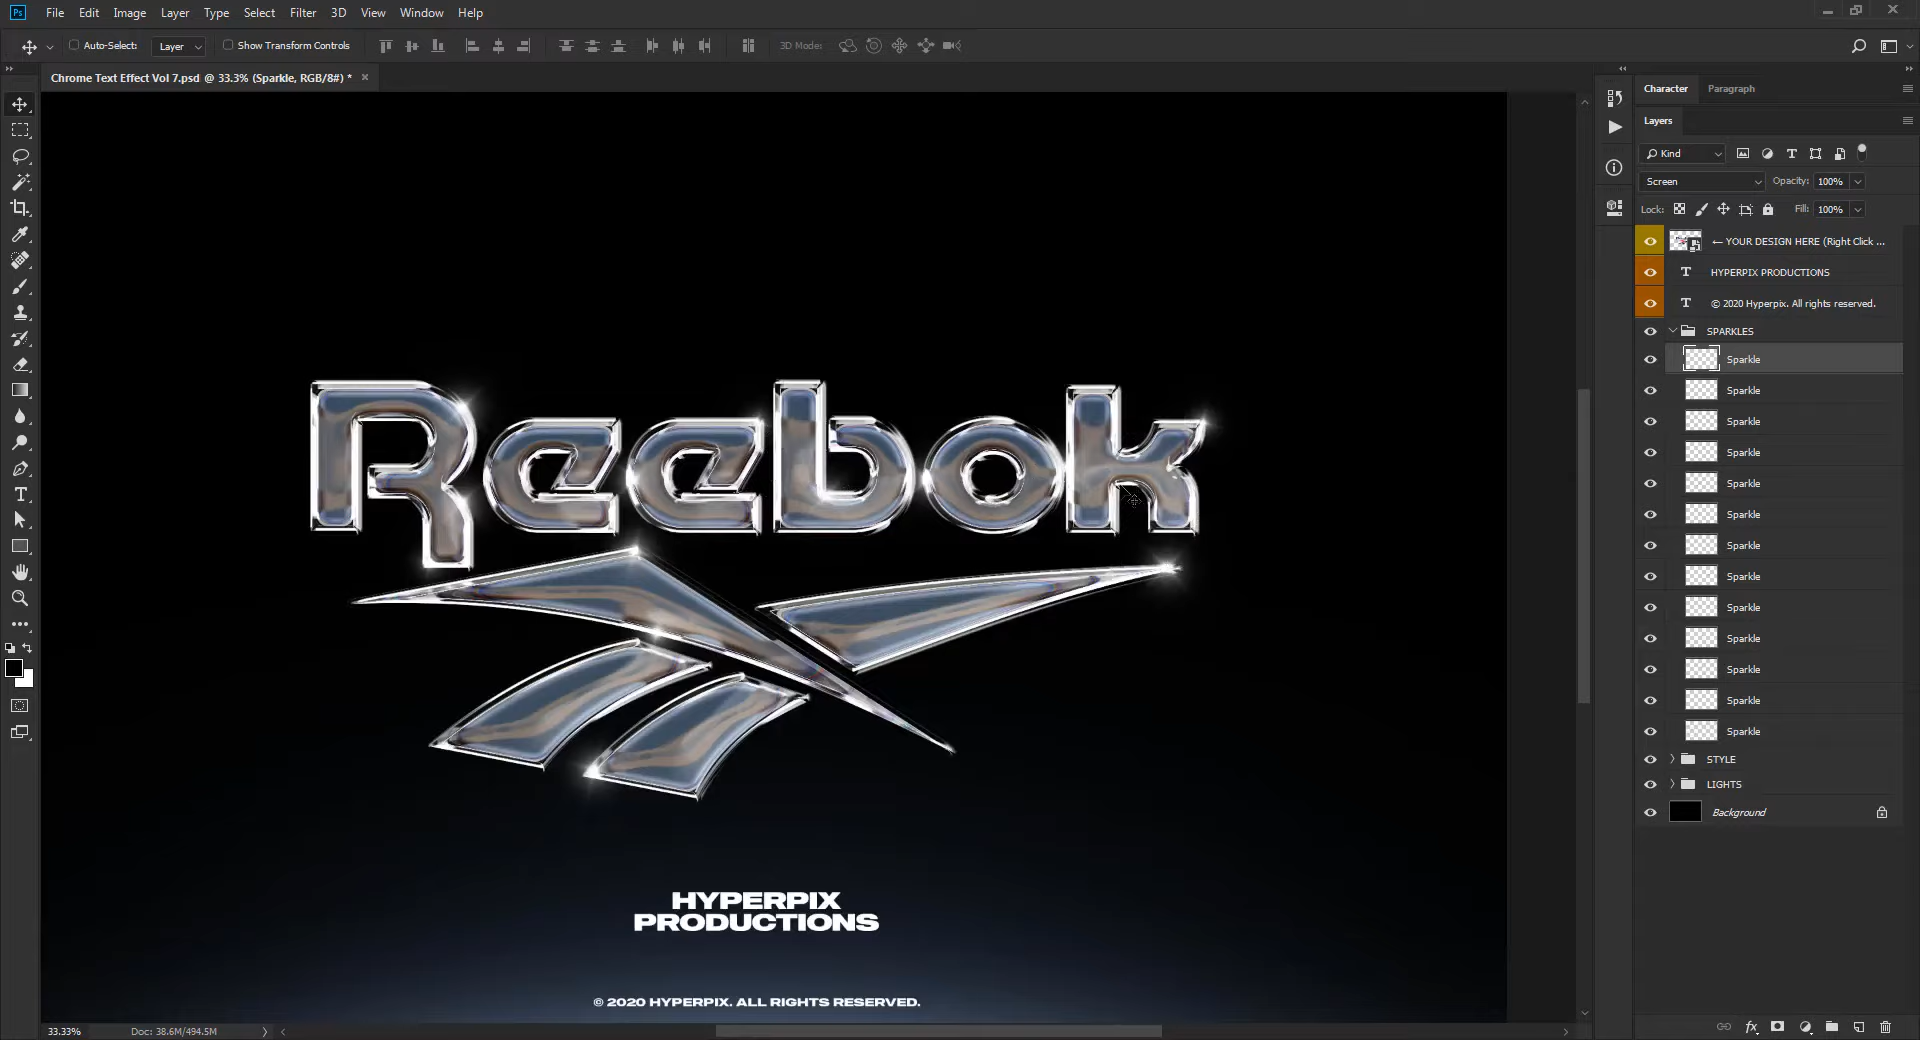 Ps File Edit Image Layer Type Select Filter 3D View Window Help
Auto-Select: Layer Show Transform Controls 3D Mode:
Chrome Text Effect Vol 7.psd @ 33.3% (Sparkle, RGB/8#) * ×
Character Paragraph
Layers
Kind
Screen Opacity: 100%
Lock: Fill: 100%
← YOUR DESIGN HERE (Right Click ...
T HYPERPIX PRODUCTIONS
T © 2020 Hyperpix. All rights reserved.
SPARKLES
Sparkle
Sparkle
Sparkle
Sparkle
Sparkle
Sparkle
Sparkle
Sparkle
Sparkle
Sparkle
Sparkle
Sparkle
Sparkle
STYLE
LIGHTS
Background
Reebok
HYPERPIX
PRODUCTIONS
© 2020 HYPERPIX. ALL RIGHTS RESERVED.
33.33% Doc: 38.6M/494.5M
fx